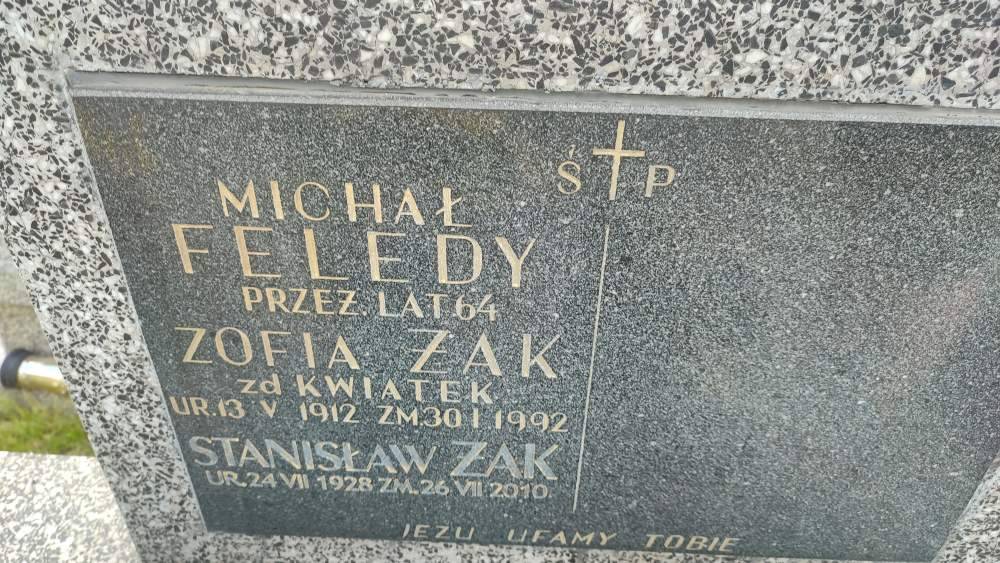 Ś P
MICHAŁ
FELEDY
PRZEŻ. LAT 64
ZOFIA ŻAK
zd KWIATEK
UR. 13 V 1912 ZM. 30 I 1992
STANISŁAW ŻAK
UR. 24 VII 1928 ZM. 26 VII 2010
JEZU UFAMY TOBIE